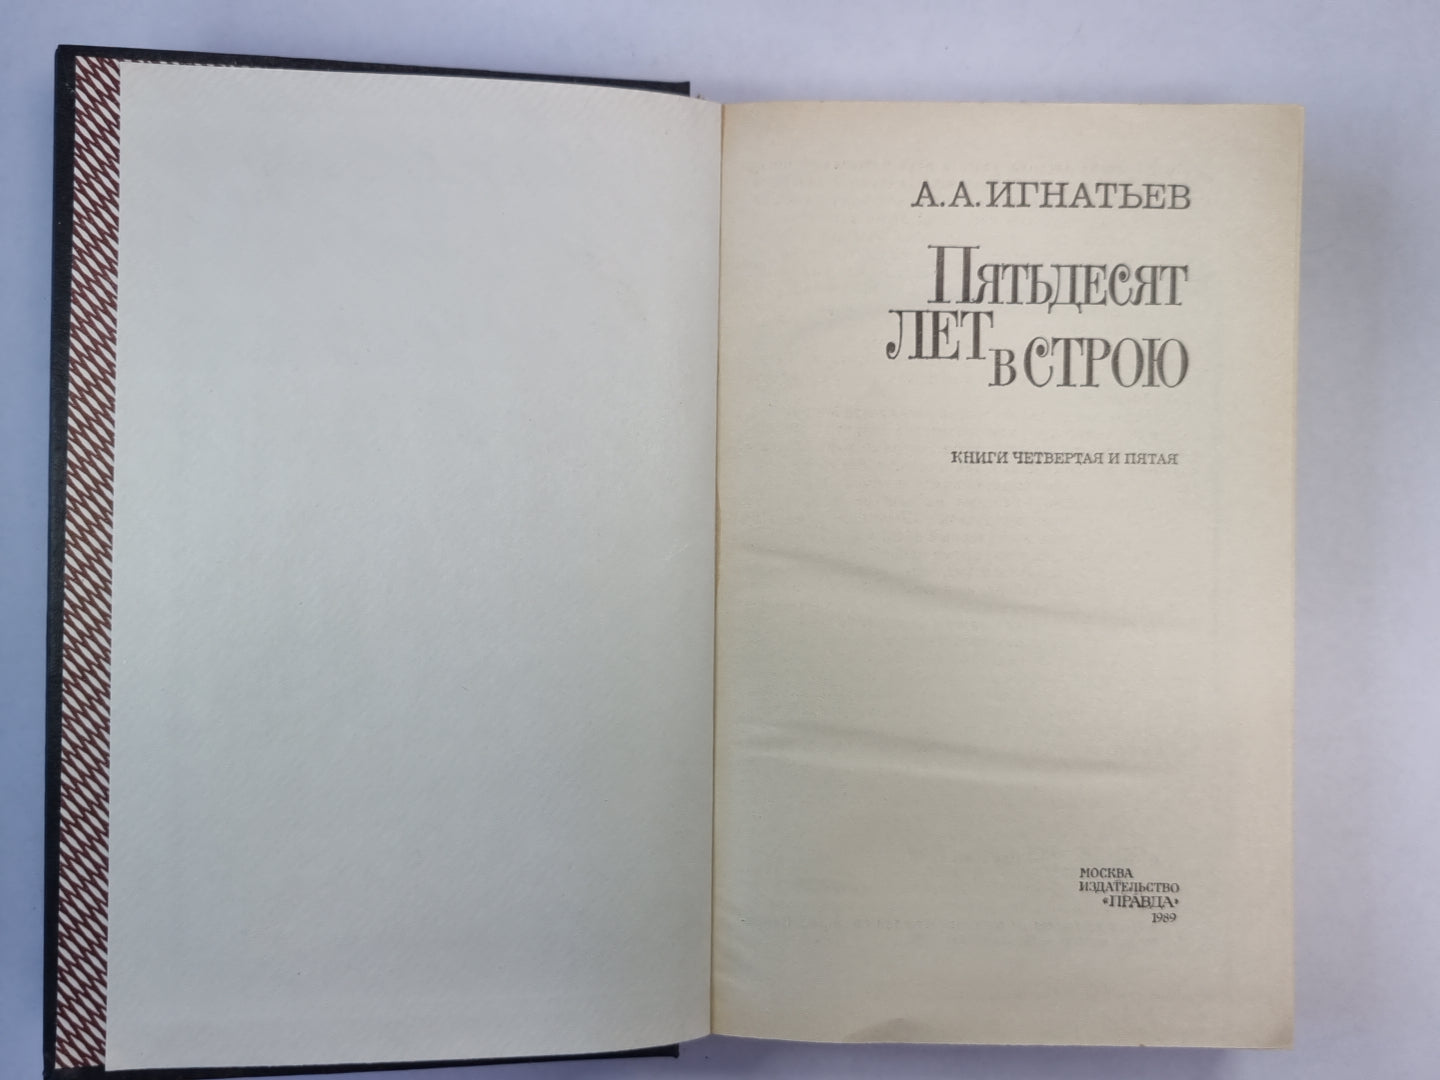 А. А. ИГНАТЬЕВ
ПЯТЬДЕСЯТ
ЛЕТ В СТРОЮ
КНИГИ ЧЕТВЕРТАЯ И ПЯТАЯ
МОСКВА
ИЗДАТЕЛЬСТВО
«ПРАВДА»
1989